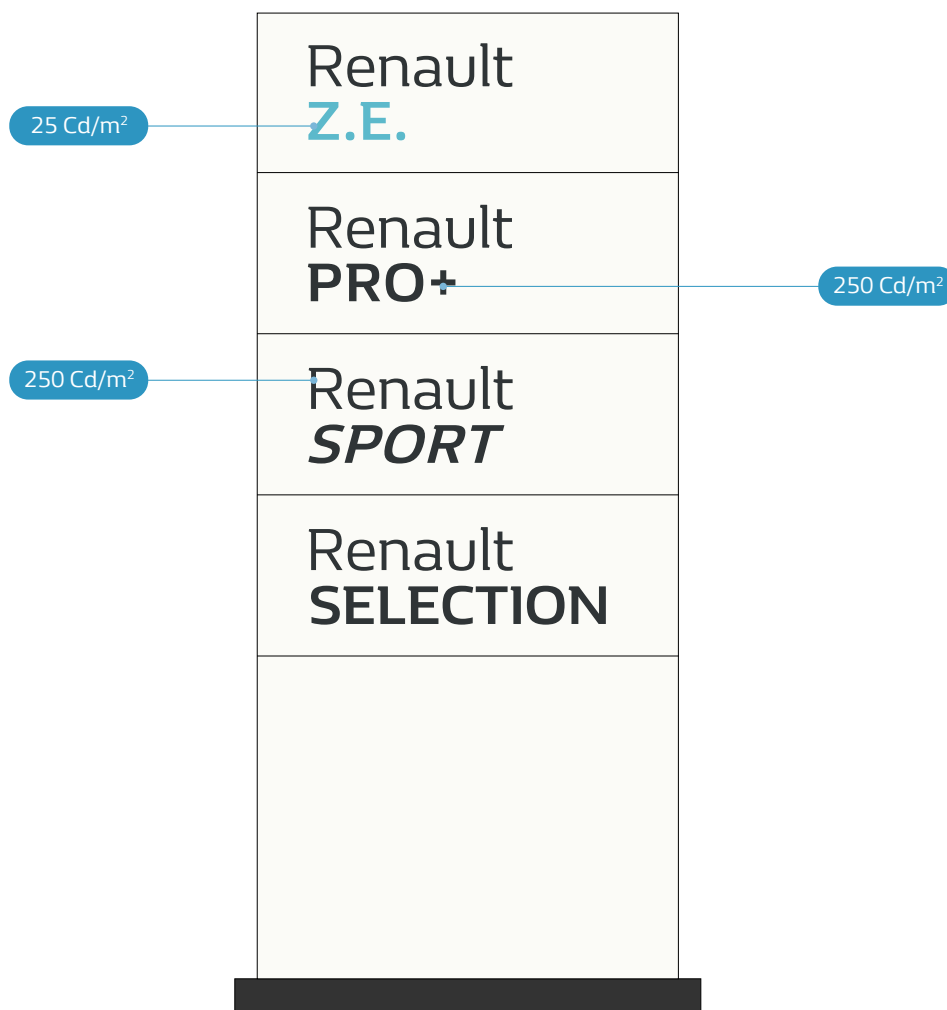 Renault
Z.E.
25 Cd/m²
Renault
PRO+
250 Cd/m²
250 Cd/m²
Renault
SPORT
Renault
SELECTION